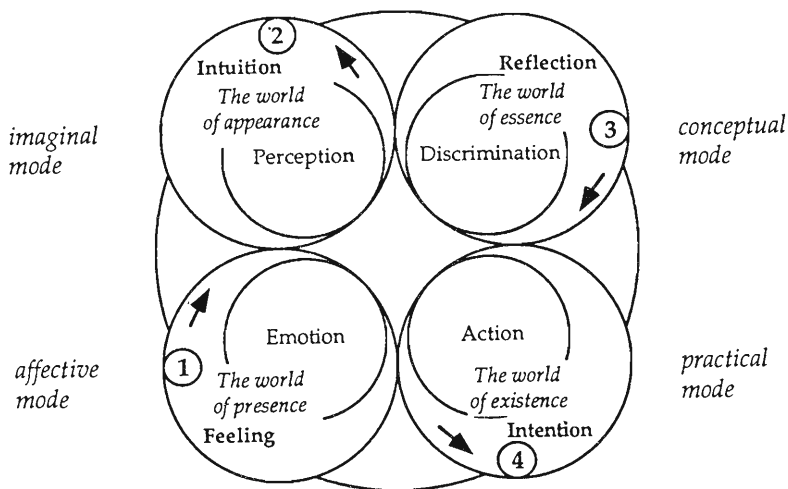 2
Intuition
The world
of appearance
Perception
imaginal
mode
Reflection
The world
of essence
3
Discrimination
conceptual
mode
Emotion
1
The world
of presence
Feeling
affective
mode
Action
The world
of existence
Intention
4
practical
mode